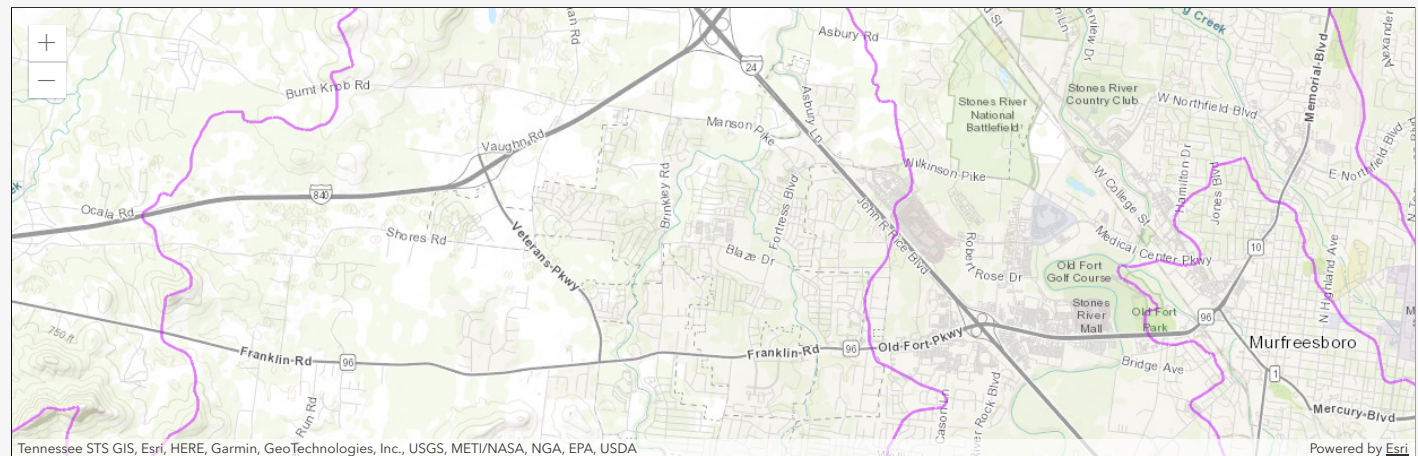 +
−
Burnt Knob Rd
Asbury Rd
24
Asbury Ln
Stones River
National
Battlefield
Stones River
Country Club
W Northfield Blvd
Memorial Blvd
Alexander
Vaughn Rd
Manson Pike
Wilkinson Pike
E Northfield Blvd
Hamilton Dr
Jones Blvd
W College St
840
Ocala Rd
Shores Rd
Veterans Pkwy
Brinkley Rd
Fortress Blvd
Blaze Dr
John R Rice Blvd
Robert Rose Dr
Medical Center Pkwy
10
Old Fort
Golf Course
Stones
River
Mall
Old Fort
Park
N Highland Ave
96
Murfreesboro
750 ft
Franklin Rd
96
Franklin Rd
96
Old Fort Pkwy
Bridge Ave
1
Mercury Blvd
Run Rd
Cason Ln
River Rock Blvd
Tennessee STS GIS, Esri, HERE, Garmin, GeoTechnologies, Inc., USGS, METI/NASA, NGA, EPA, USDA
Powered by Esri